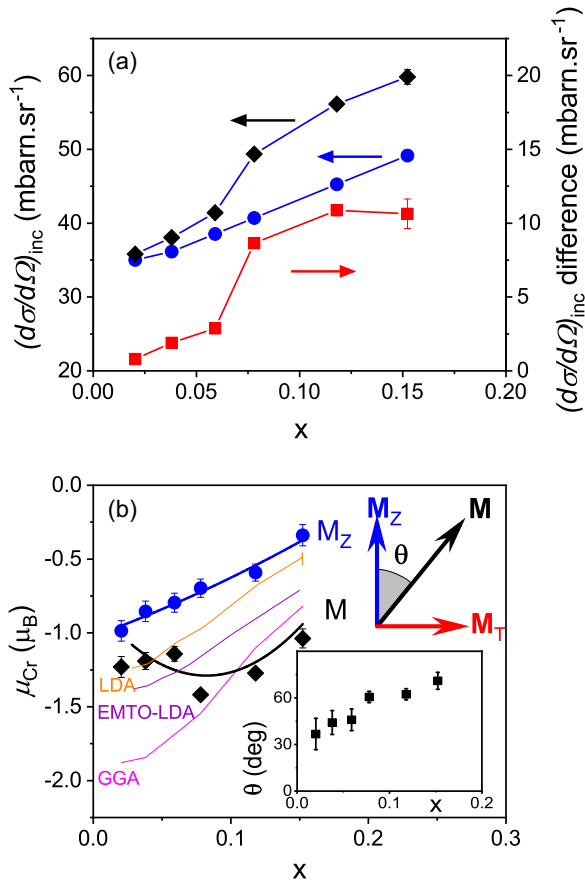 (a)
(dσ/dΩ)inc (mbarn.sr-1)
60
50
40
30
20
20
15
10
5
0
(dσ/dΩ)inc difference (mbarn.sr-1)
0.00 0.05 0.10 0.15 0.20
x
(b)
μCr (μB)
0.0
-0.5
-1.0
-1.5
-2.0
MZ
M
LDA
EMTO-LDA
GGA
MZ
M
θ
MT
θ (deg)
60
30
0
0.0 0.1 x 0.2
0.0 0.1 0.2 0.3
x